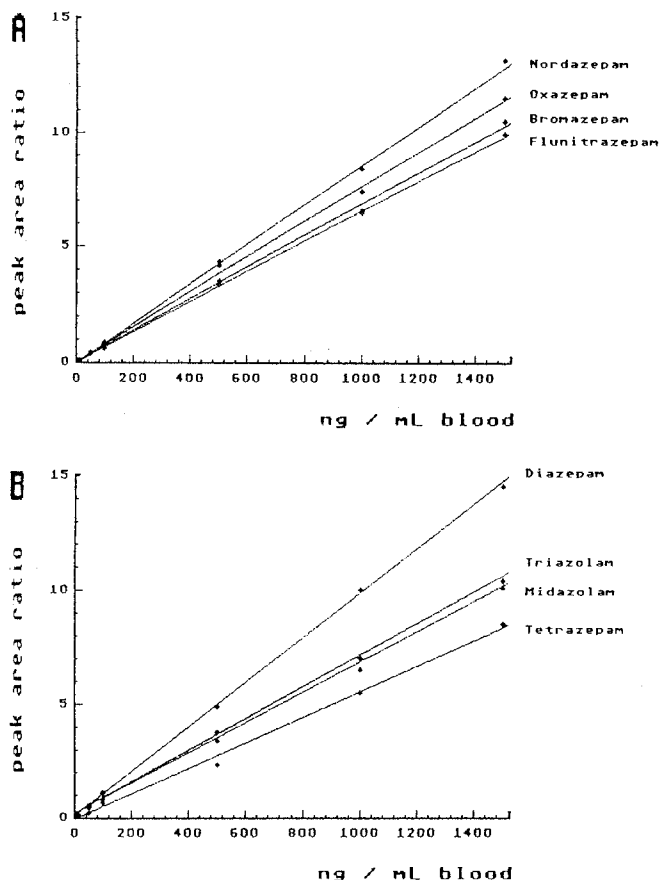 A
15
10
5
0
peak area ratio
Nordazepam
Oxazepam
Bromazepam
Flunitrazepam
200 400 600 800 1000 1200 1400
ng / mL blood
B
15
10
5
0
peak area ratio
Diazepam
Triazolam
Midazolam
Tetrazepam
0 200 400 600 800 1000 1200 1400
ng / mL blood